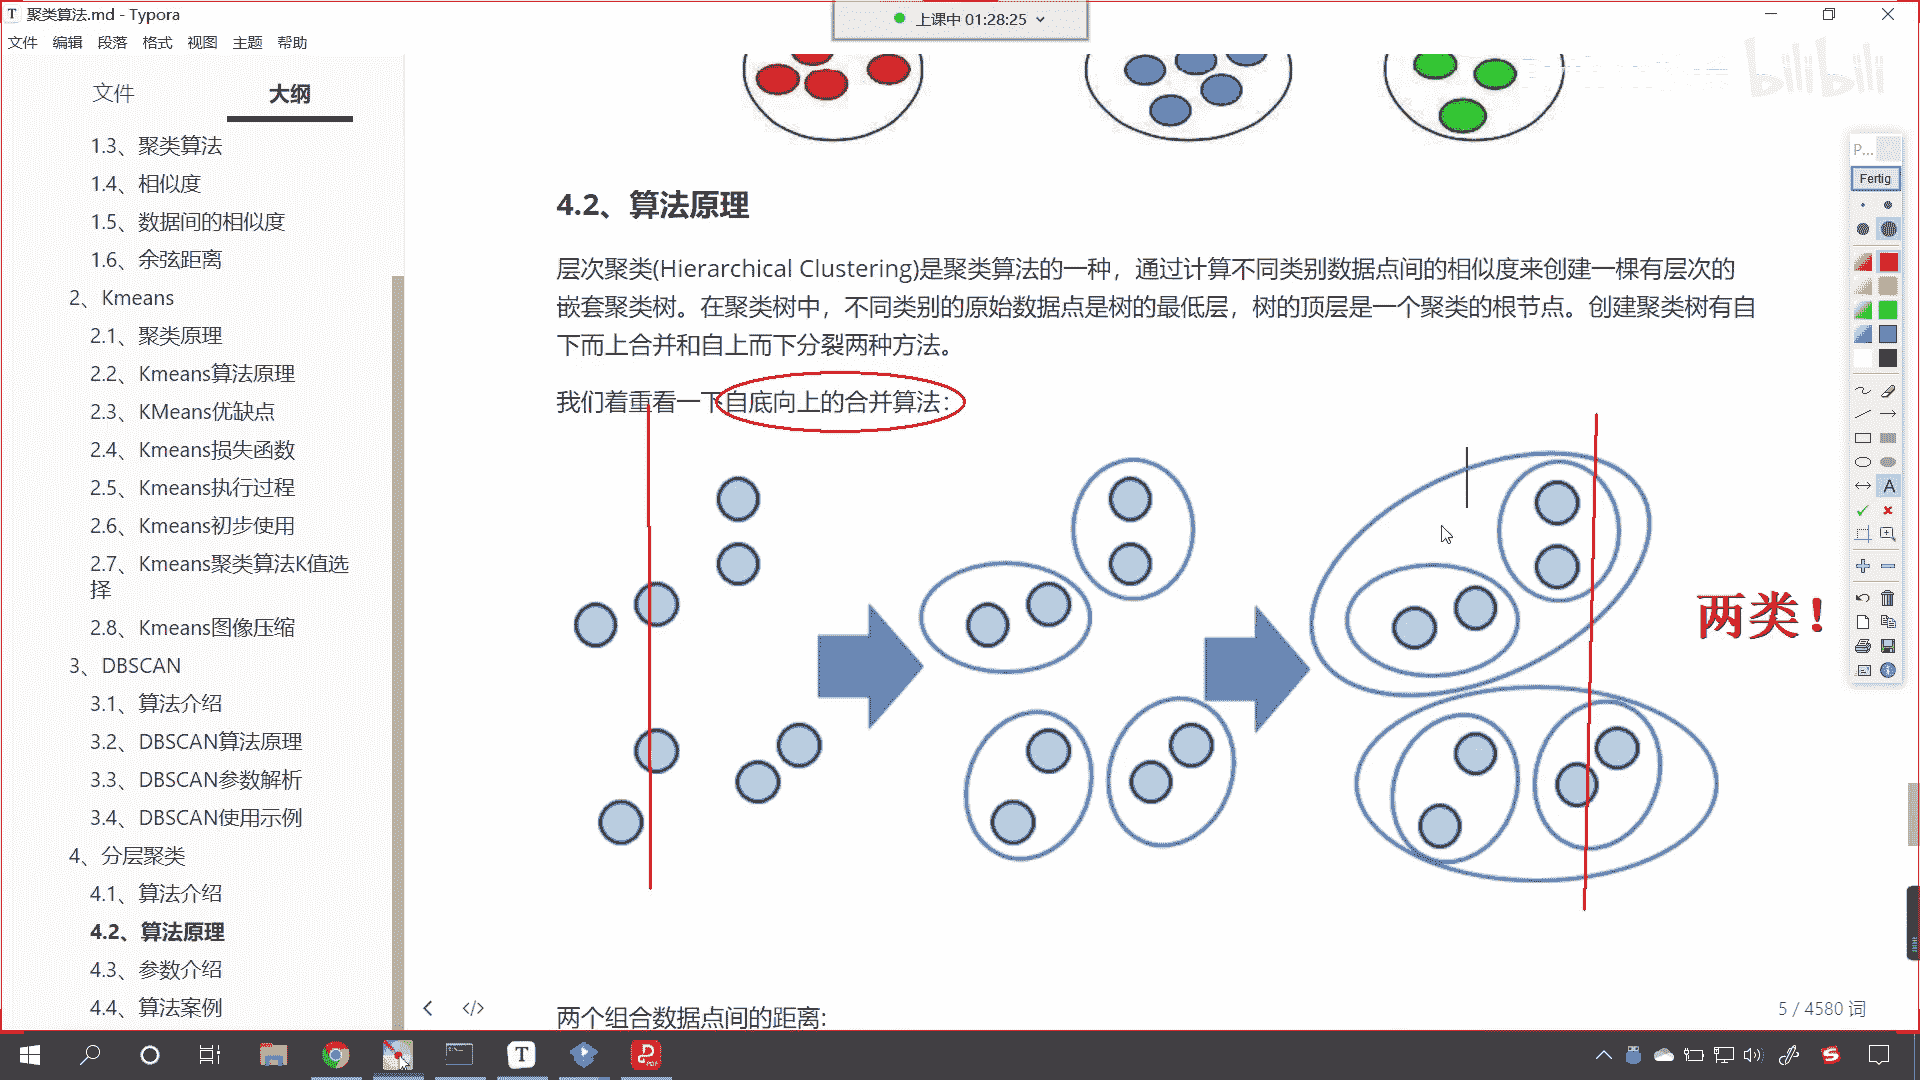 聚类算法.md - Typora
上课中 01:28:25
文件 编辑 段落 格式 视图 主题 帮助
bilibili
文件 大纲
1.3、聚类算法
1.4、相似度
1.5、数据间的相似度
1.6、余弦距离
2、Kmeans
2.1、聚类原理
2.2、Kmeans算法原理
2.3、KMeans优缺点
2.4、Kmeans损失函数
2.5、Kmeans执行过程
2.6、Kmeans初步使用
2.7、Kmeans聚类算法K值选
择
2.8、Kmeans图像压缩
3、DBSCAN
3.1、算法介绍
3.2、DBSCAN算法原理
3.3、DBSCAN参数解析
3.4、DBSCAN使用示例
4、分层聚类
4.1、算法介绍
4.2、算法原理
4.3、参数介绍
4.4、算法案例
4.2、算法原理
层次聚类(Hierarchical Clustering)是聚类算法的一种，通过计算不同类别数据点间的相似度来创建一棵有层次的
嵌套聚类树。在聚类树中，不同类别的原始数据点是树的最低层，树的顶层是一个聚类的根节点。创建聚类树有自
下而上合并和自上而下分裂两种方法。
我们着重看一下自底向上的合并算法：
两类！
两个组合数据点间的距离:
5 / 4580 词
P...
Fertig
A